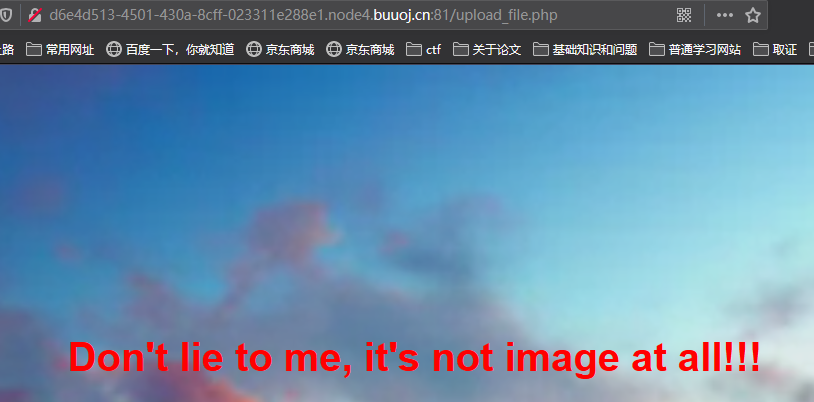 d6e4d513-4501-430a-8cff-023311e288e1.node4.buuoj.cn:81/upload_file.php
路 常用网址 百度一下，你就知道 京东商城 京东商城 ctf 关于论文 基础知识和问题 普通学习网站 取证
Don't lie to me, it's not image at all!!!